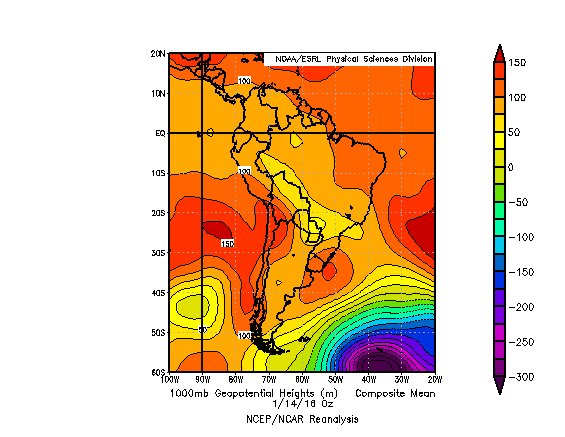 NOAA/ESRL Physical Sciences Division
20N
10N
EQ
10S
20S
30S
40S
50S
60S
100
100
150
50
100
100W 90W 80W 70W 60W 50W 40W 30W 20W
150
100
50
0
-50
-100
-150
-200
-250
-300
1000mb Geopotential Heights (m) Composite Mean
1/14/16 0z
NCEP/NCAR Reanalysis